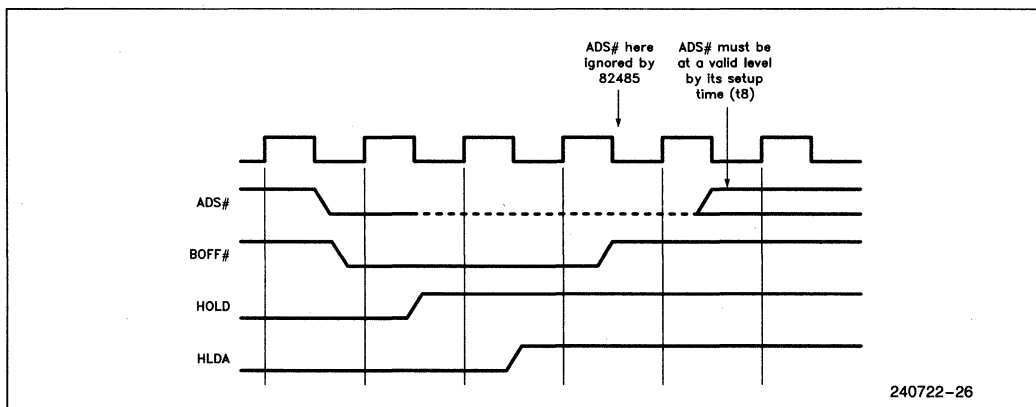 ADS# here
ignored by
82485
ADS# must be
at a valid level
by its setup
time (t8)
ADS#
BOFF#
HOLD
HLDA
240722-26